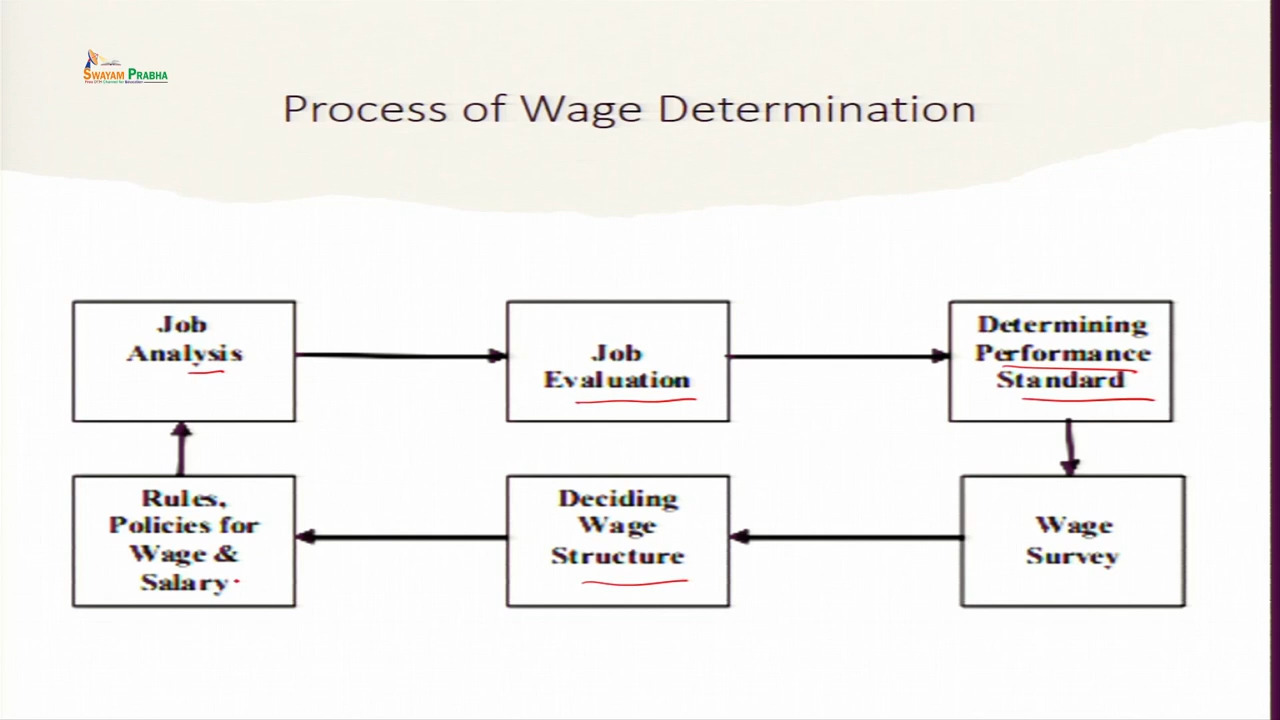 SWAYAM PRABHA
Process of Wage Determination
Job
Analysis
Job
Evaluation
Determining
Performance
Standard
Rules,
Policies for
Wage &
Salary
Deciding
Wage
Structure
Wage
Survey